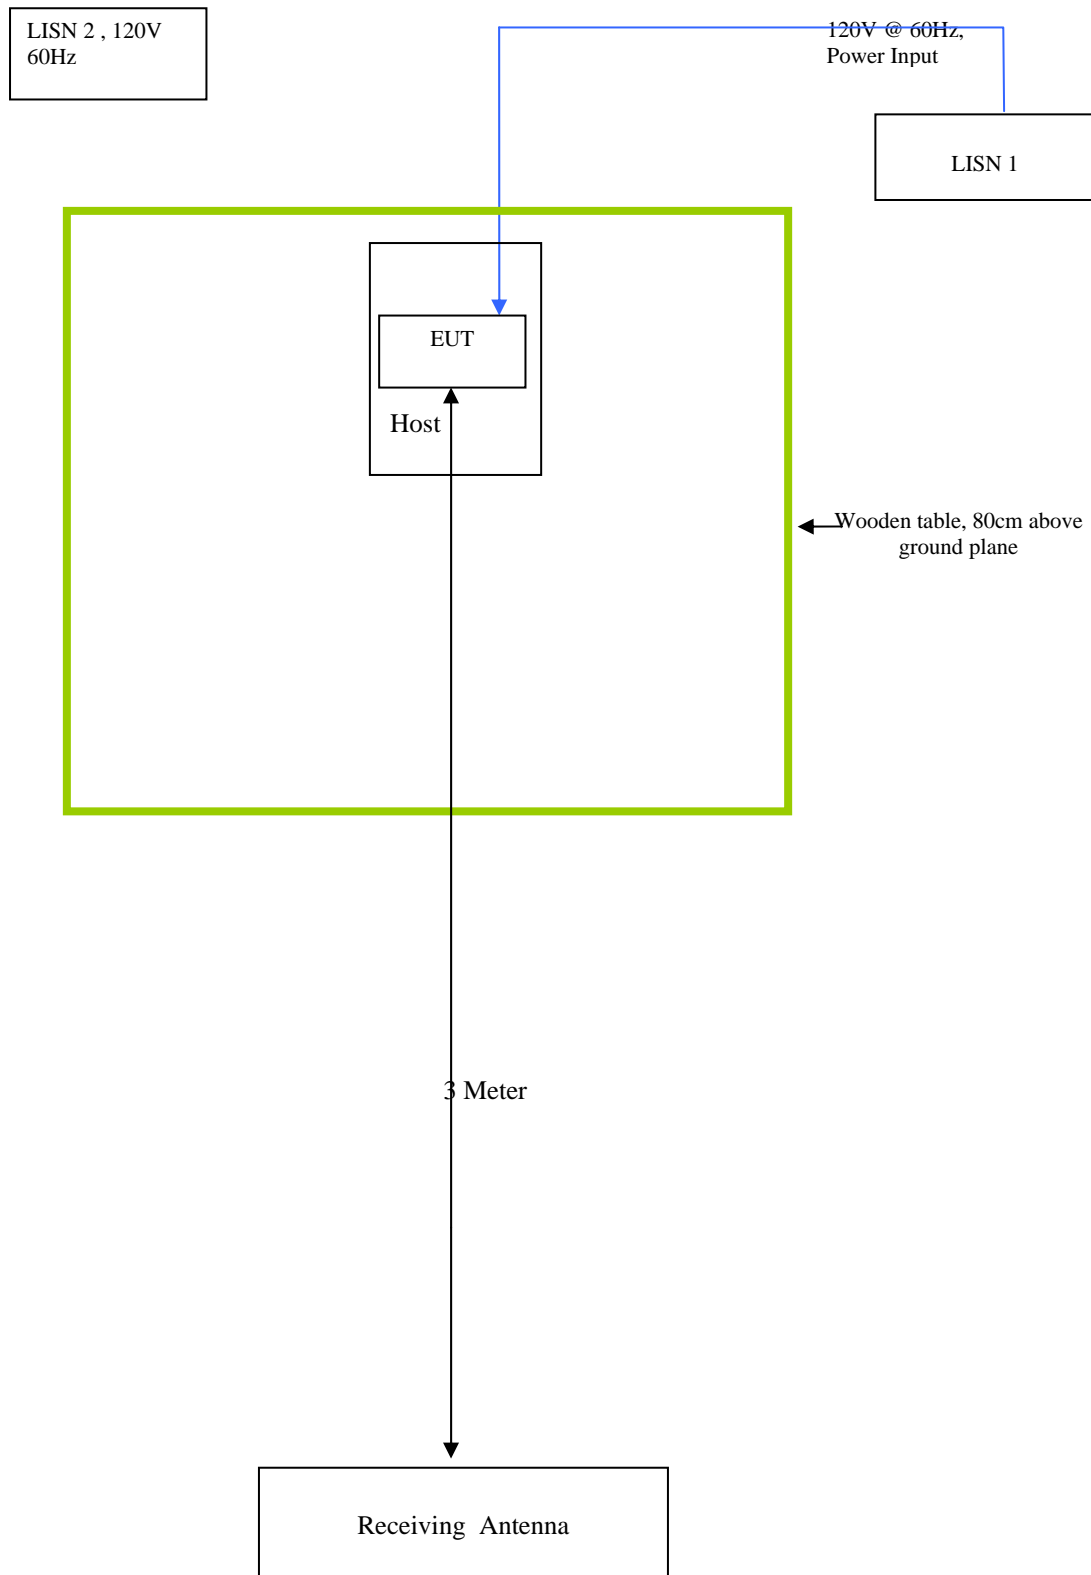 LISN 2 , 120V
60Hz
120V @ 60Hz,
Power Input
LISN 1
EUT
Host
Wooden table, 80cm above
ground plane
3 Meter
Receiving Antenna